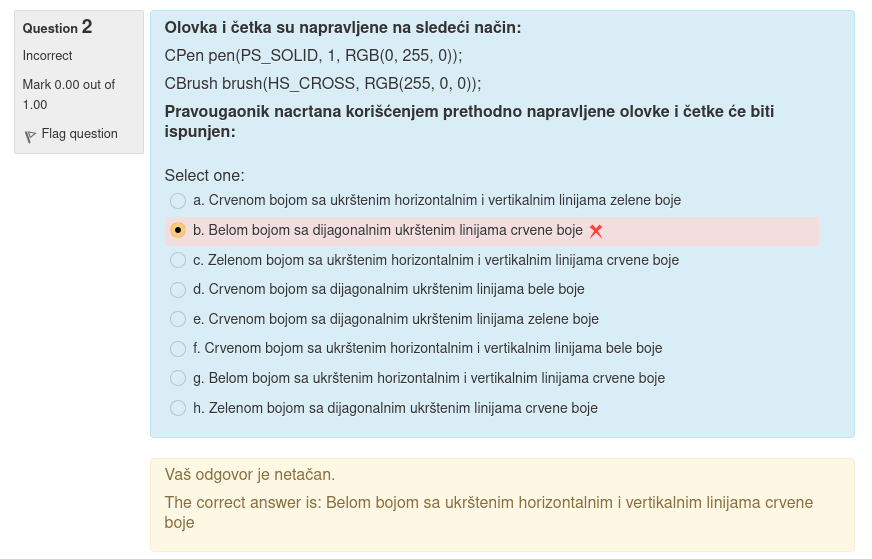 Question 2
Incorrect
Mark 0.00 out of
1.00
Flag question
Olovka i četka su napravljene na sledeći način:
CPen pen(PS_SOLID, 1, RGB(0, 255, 0));
CBrush brush(HS_CROSS, RGB(255, 0, 0));
Pravougaonik nacrtana korišćenjem prethodno napravljene olovke i četke će biti
ispunjen:
Select one:
a. Crvenom bojom sa ukrštenim horizontalnim i vertikalnim linijama zelene boje
b. Belom bojom sa dijagonalnim ukrštenim linijama crvene boje
c. Zelenom bojom sa ukrštenim horizontalnim i vertikalnim linijama crvene boje
d. Crvenom bojom sa dijagonalnim ukrštenim linijama bele boje
e. Crvenom bojom sa dijagonalnim ukrštenim linijama zelene boje
f. Crvenom bojom sa ukrštenim horizontalnim i vertikalnim linijama bele boje
g. Belom bojom sa ukrštenim horizontalnim i vertikalnim linijama crvene boje
h. Zelenom bojom sa dijagonalnim ukrštenim linijama crvene boje
Vaš odgovor je netačan.
The correct answer is: Belom bojom sa ukrštenim horizontalnim i vertikalnim linijama crvene
boje